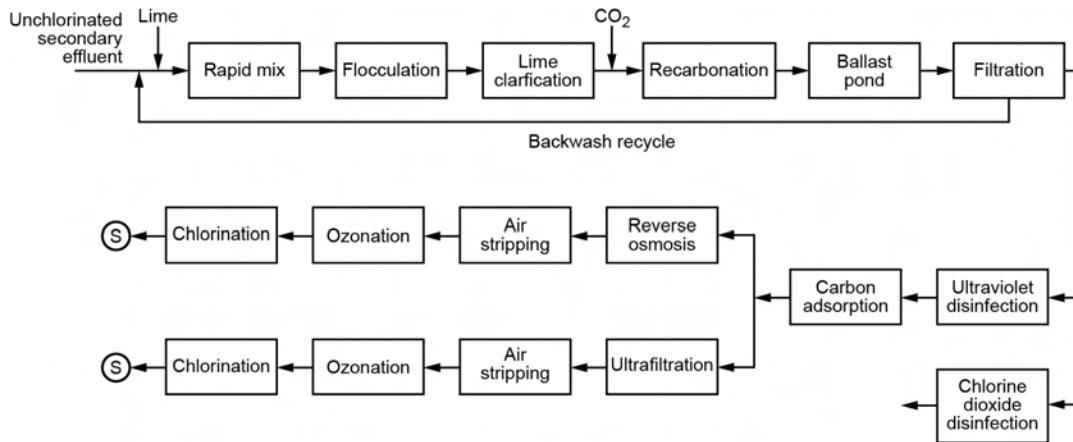 Unchlorinated
secondary
effluent
Lime
CO2
Rapid mix
Flocculation
Lime
clarfication
Recarbonation
Ballast
pond
Filtration
Backwash recycle
S
Chlorination
Ozonation
Air
stripping
Reverse
osmosis
Carbon
adsorption
Ultraviolet
disinfection
S
Chlorination
Ozonation
Air
stripping
Ultrafiltration
Chlorine
dioxide
disinfection